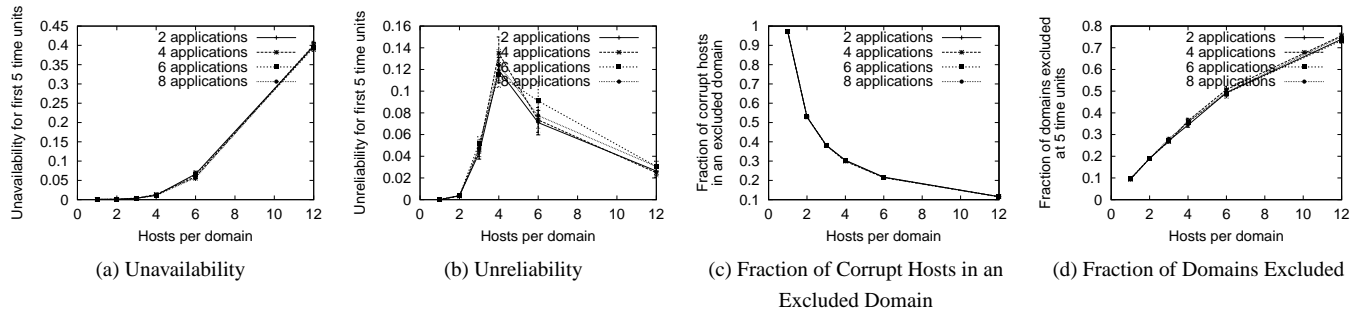 Unavailability for first 5 time units
0.45
0.4
0.35
0.3
0.25
0.2
0.15
0.1
0.05
0
0 2 4 6 8 10 12
Hosts per domain
2 applications
4 applications
6 applications
8 applications
(a) Unavailability
Unreliability for first 5 time units
0.16
0.14
0.12
0.1
0.08
0.06
0.04
0.02
0
0 2 4 6 8 10 12
Hosts per domain
2 applications
4 applications
6 applications
8 applications
(b) Unreliability
Fraction of corrupt hosts
in an excluded domain
1
0.9
0.8
0.7
0.6
0.5
0.4
0.3
0.2
0.1
0 2 4 6 8 10 12
Hosts per domain
2 applications
4 applications
6 applications
8 applications
(c) Fraction of Corrupt Hosts in an
Excluded Domain
Fraction of domains excluded
at 5 time units
0.8
0.7
0.6
0.5
0.4
0.3
0.2
0.1
0
0 2 4 6 8 10 12
Hosts per domain
2 applications
4 applications
6 applications
8 applications
(d) Fraction of Domains Excluded